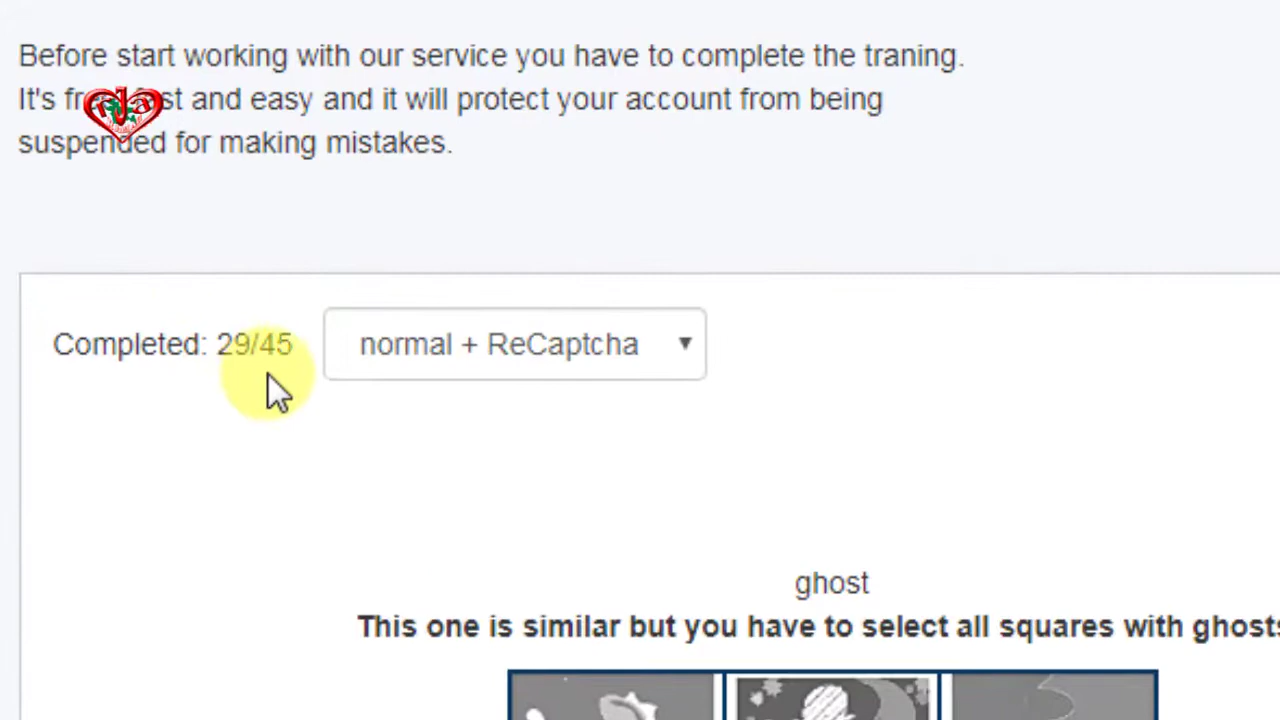 Before start working with our service you have to complete the traning.
It's fast and easy and it will protect your account from being
suspended for making mistakes.
Completed: 29/45 normal + ReCaptcha
ghost
This one is similar but you have to select all squares with ghosts